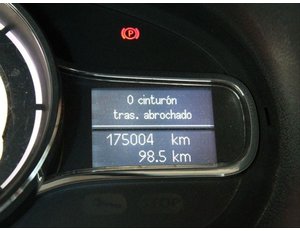 P
0 cinturón
tras. abrochado
175004 km
98.5 km